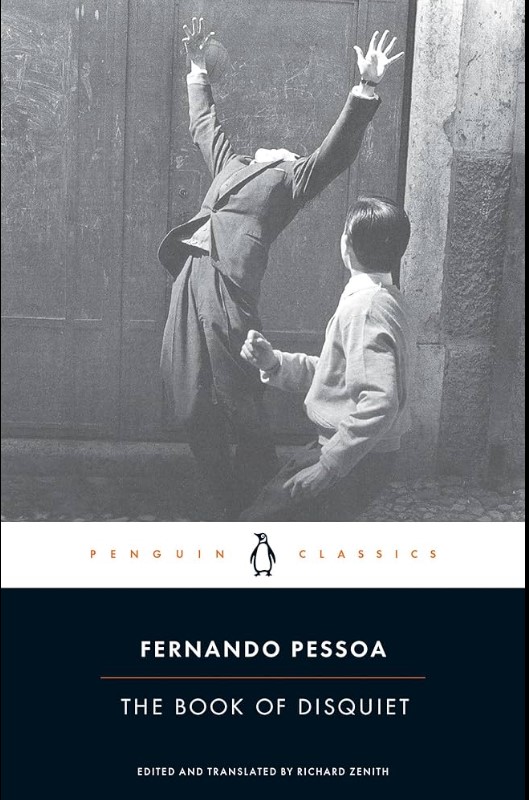 PENGUIN CLASSICS
FERNANDO PESSOA
THE BOOK OF DISQUIET
EDITED AND TRANSLATED BY RICHARD ZENITH